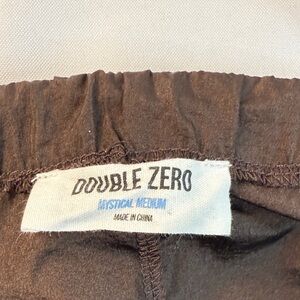 DOUBLE ZERO
MYSTICAL MEDIUM
MADE IN CHINA